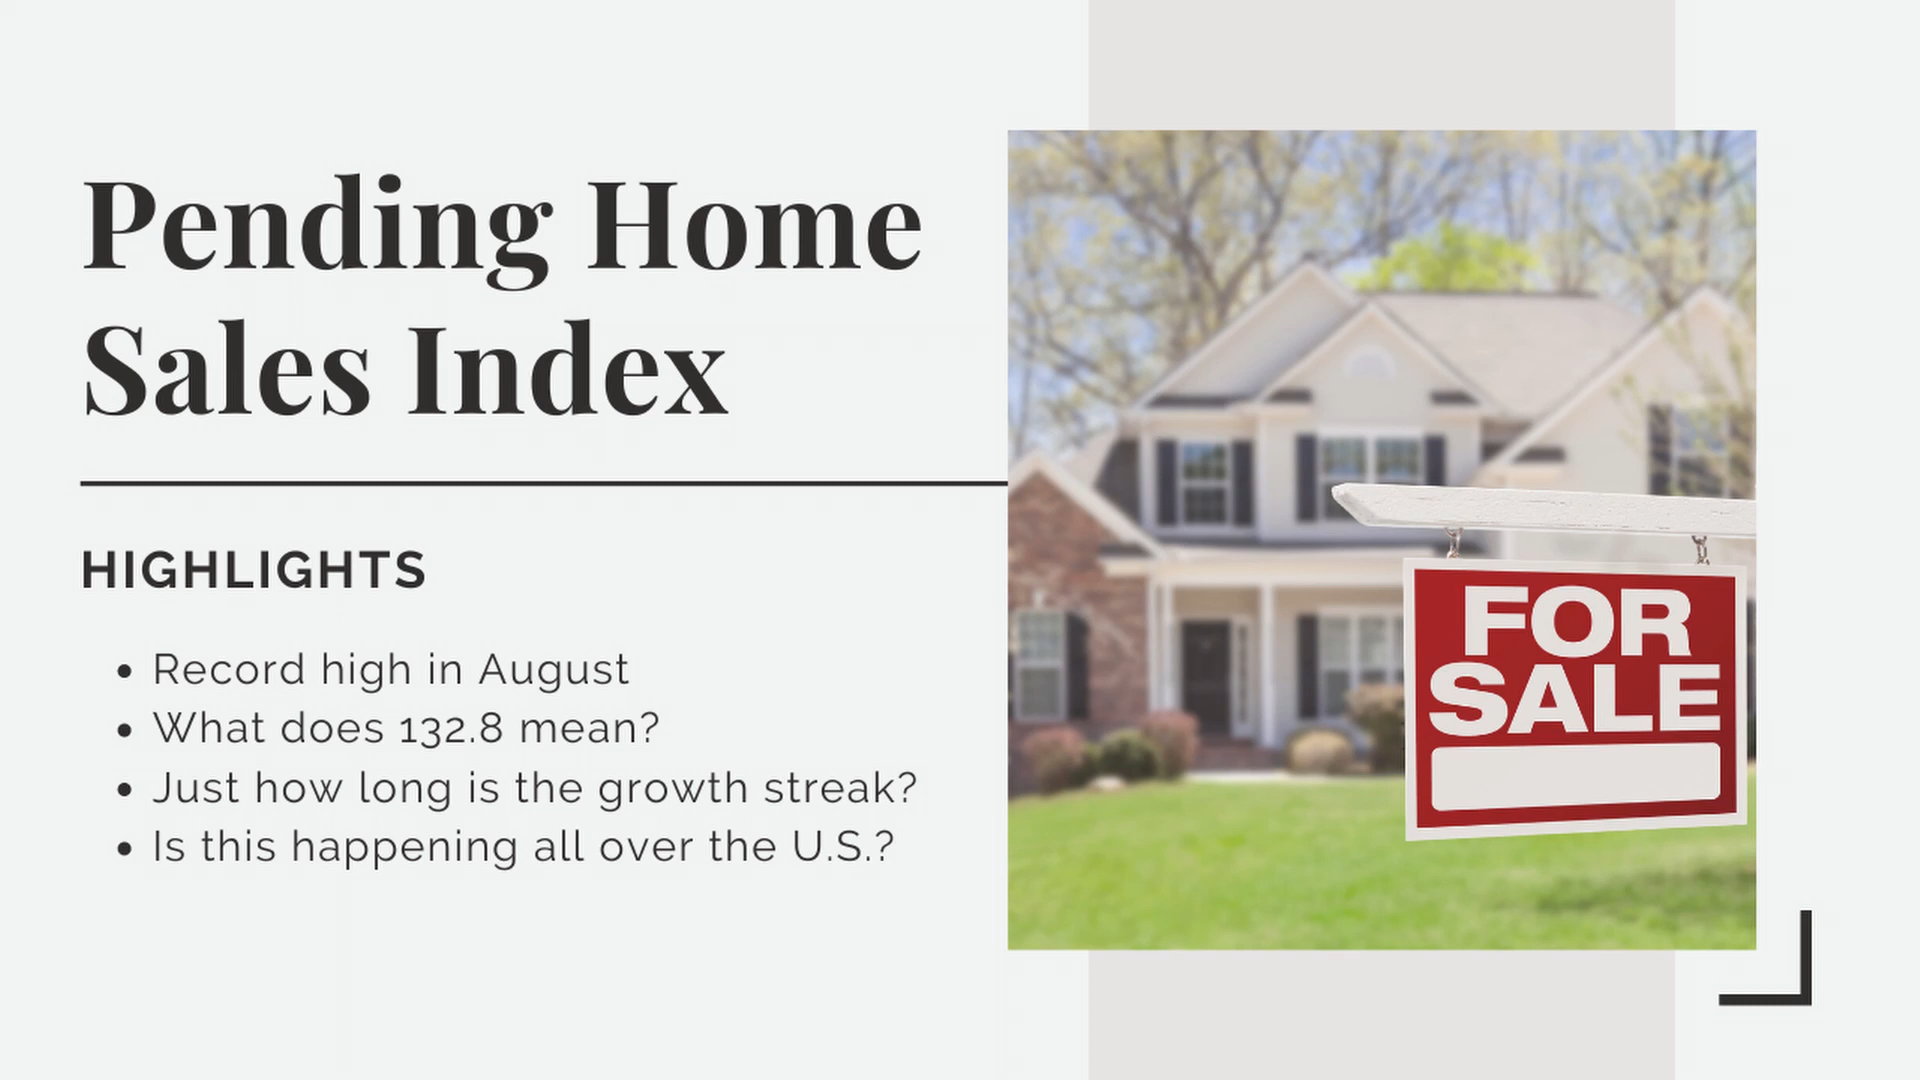 Pending Home
Sales Index
HIGHLIGHTS
• Record high in August
• What does 132.8 mean?
• Just how long is the growth streak?
• Is this happening all over the U.S.?
FOR
SALE